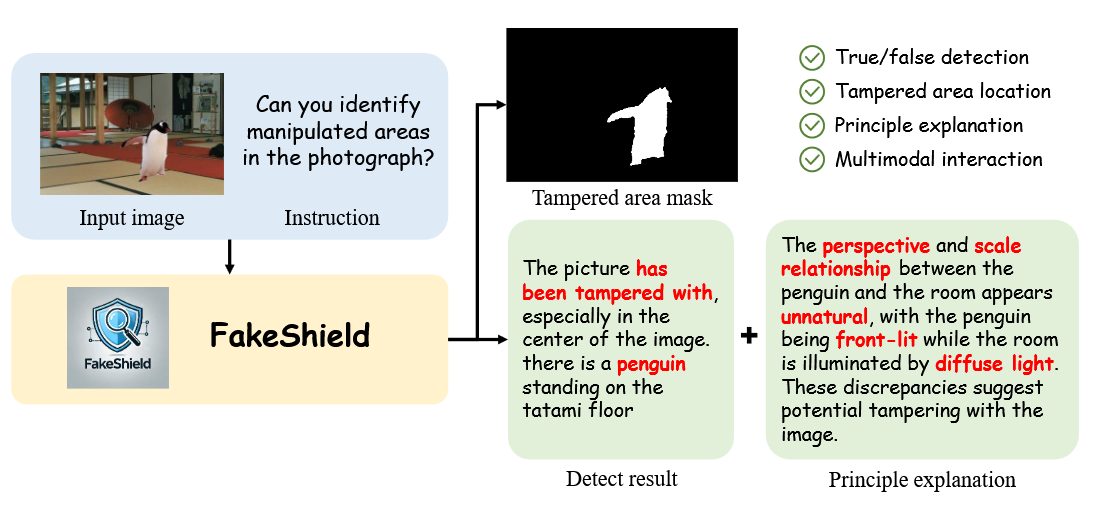 Can you identify
manipulated areas
in the photograph?
Input image
Instruction
FakeShield
FakeShield
Tampered area mask
True/false detection
Tampered area location
Principle explanation
Multimodal interaction
The picture has
been tampered with,
especially in the
center of the image.
there is a penguin
standing on the
tatami floor
Detect result
+
The perspective and scale
relationship between the
penguin and the room appears
unnatural, with the penguin
being front-lit while the room
is illuminated by diffuse light.
These discrepancies suggest
potential tampering with the
image.
Principle explanation